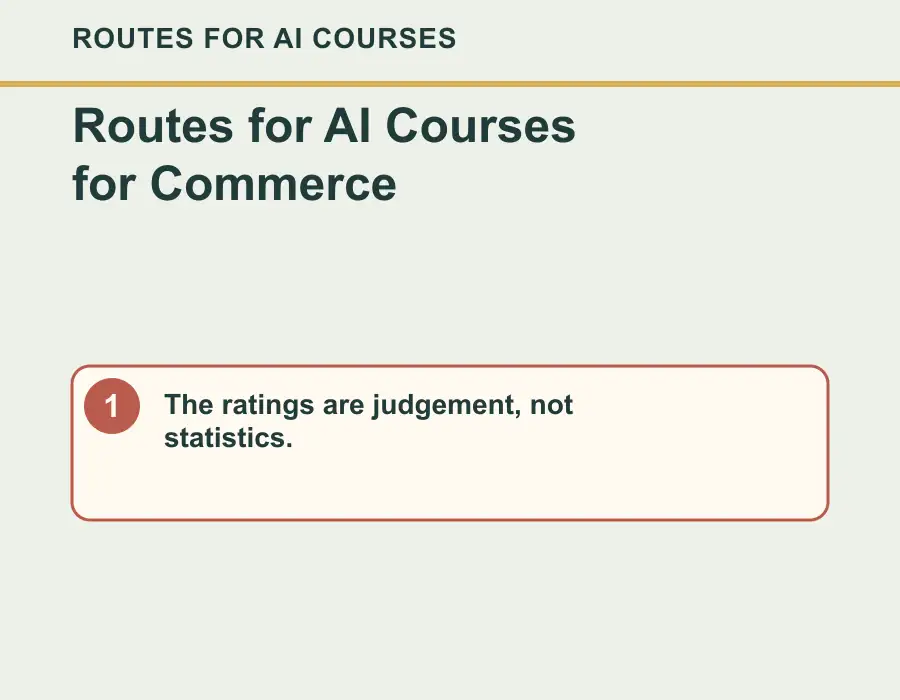 ROUTES FOR AI COURSES
Routes for AI Courses
for Commerce
1
The ratings are judgement, not
statistics.